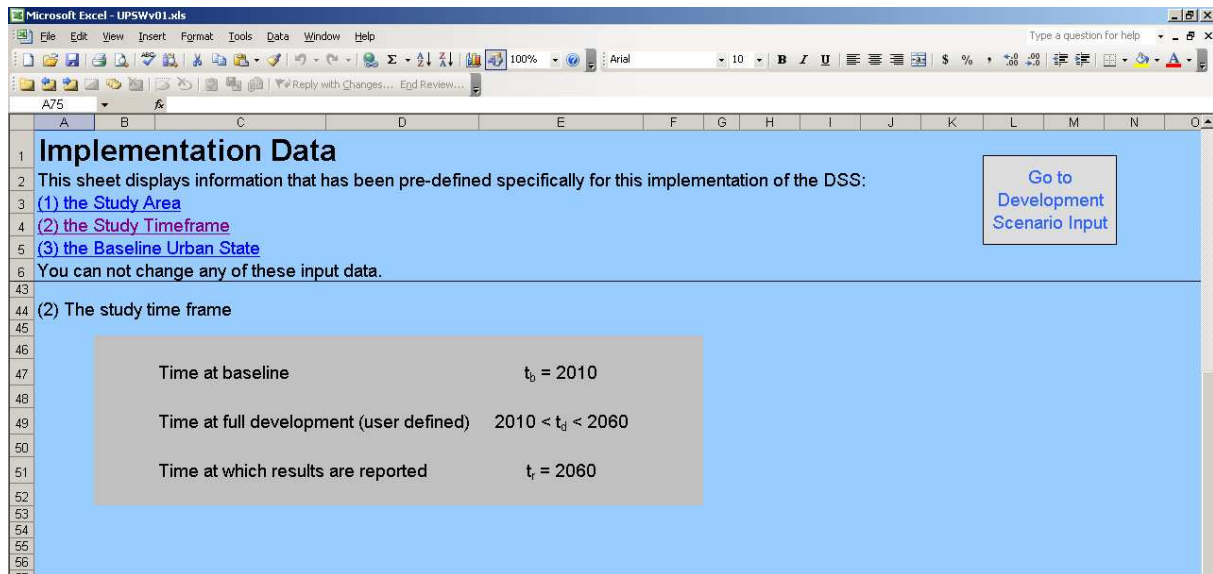 Microsoft Excel - UPSWv01.xls
File Edit View Insert Format Tools Data Window Help
Type a question for help
100%
Arial
10
B I U
$ % ,
Reply with Changes... End Review...
A75
fx
A B C D E F G H I J K L M N O
1 Implementation Data
2 This sheet displays information that has been pre-defined specifically for this implementation of the DSS:
3 (1) the Study Area
4 (2) the Study Timeframe
5 (3) the Baseline Urban State
6 You can not change any of these input data.
Go to
Development
Scenario Input
43
44 (2) The study time frame
45
46
47 Time at baseline tb = 2010
48
49 Time at full development (user defined) 2010 < td < 2060
50
51 Time at which results are reported tr = 2060
52
53
54
55
56